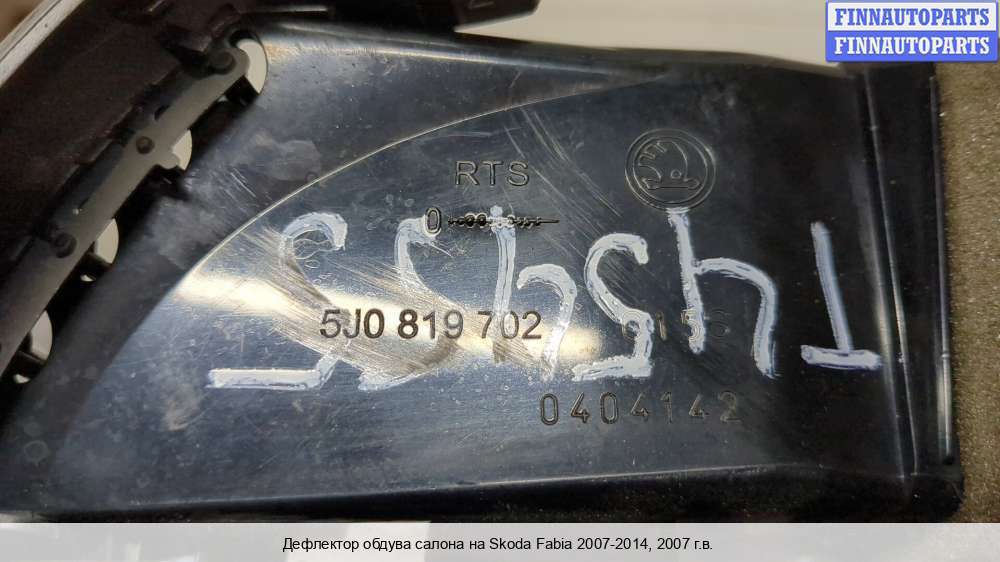 FINNAUTOPARTS
FINNAUTOPARTS
RTS
5J0 819 702
0404142
Дефлектор обдува салона на Skoda Fabia 2007-2014, 2007 г.в.